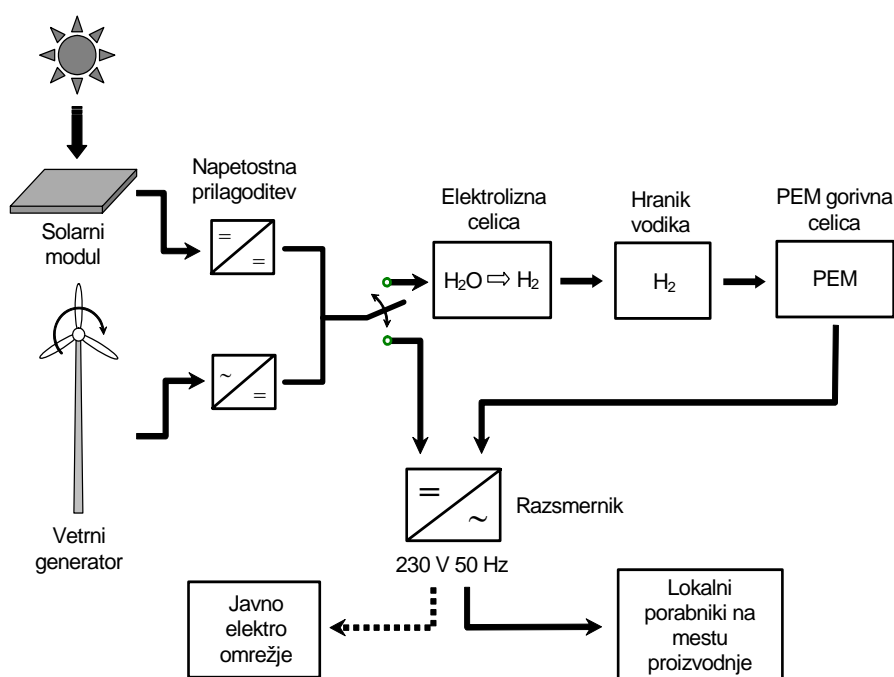 Napetostna
prilagoditev
Solarni
modul
=
=
Elektrolizna
celica
H₂O ⇨ H₂
Hranik
vodika
H₂
PEM gorivna
celica
PEM
~
=
Vetrni
generator
=
~
Razsmernik
230 V 50 Hz
Javno
elektro
omrežje
Lokalni
porabniki na
mestu
proizvodnje